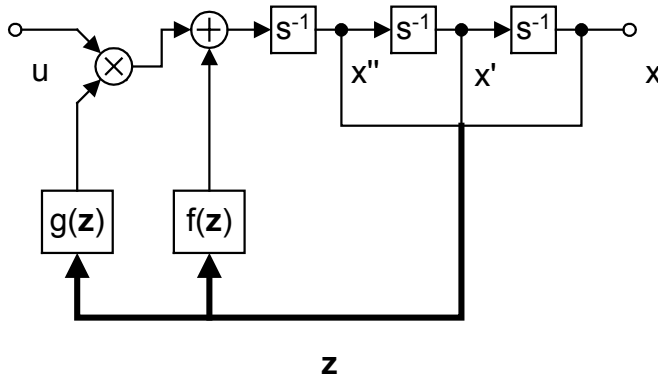 s⁻¹ s⁻¹ s⁻¹
u x" x' x
g(z) f(z)
z